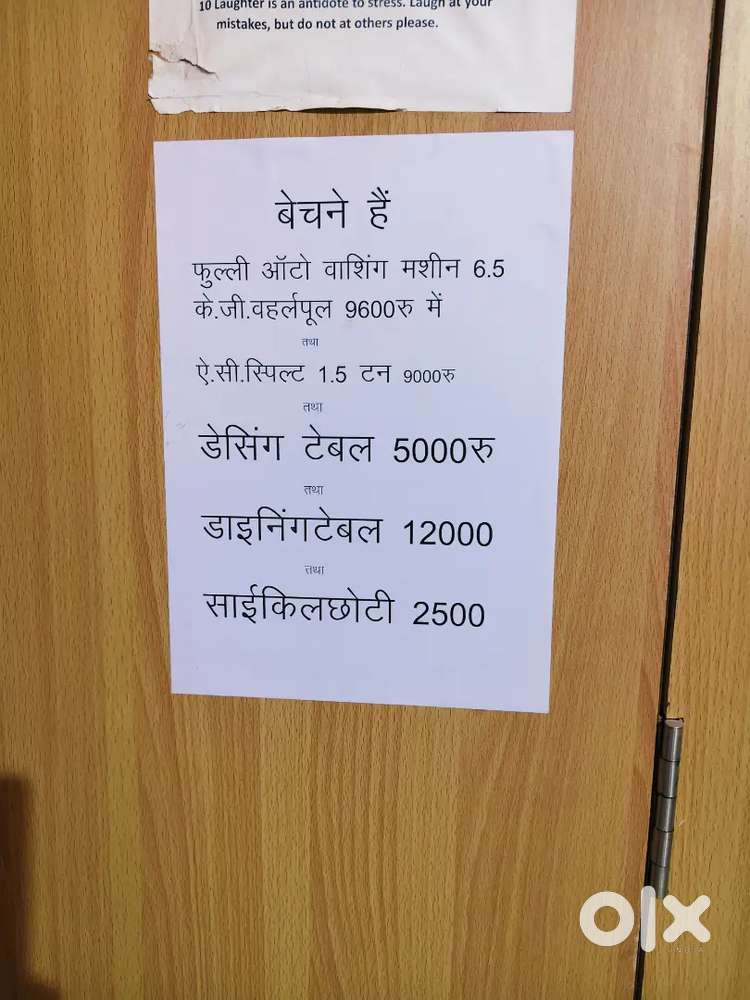 10 Laughter is an antidote to stress. Laugh at your
mistakes, but do not at others please.
बेचने हैं
फुल्ली ऑटो वाशिंग मशीन 6.5
के.जी.वहर्लपूल 9600रु में
तथा
ऐ.सी.स्पिल्ट 1.5 टन 9000रु
तथा
डेसिंग टेबल 5000रु
तथा
डाइनिंगटेबल 12000
तथा
साईकिलछोटी 2500
olx
INDIA